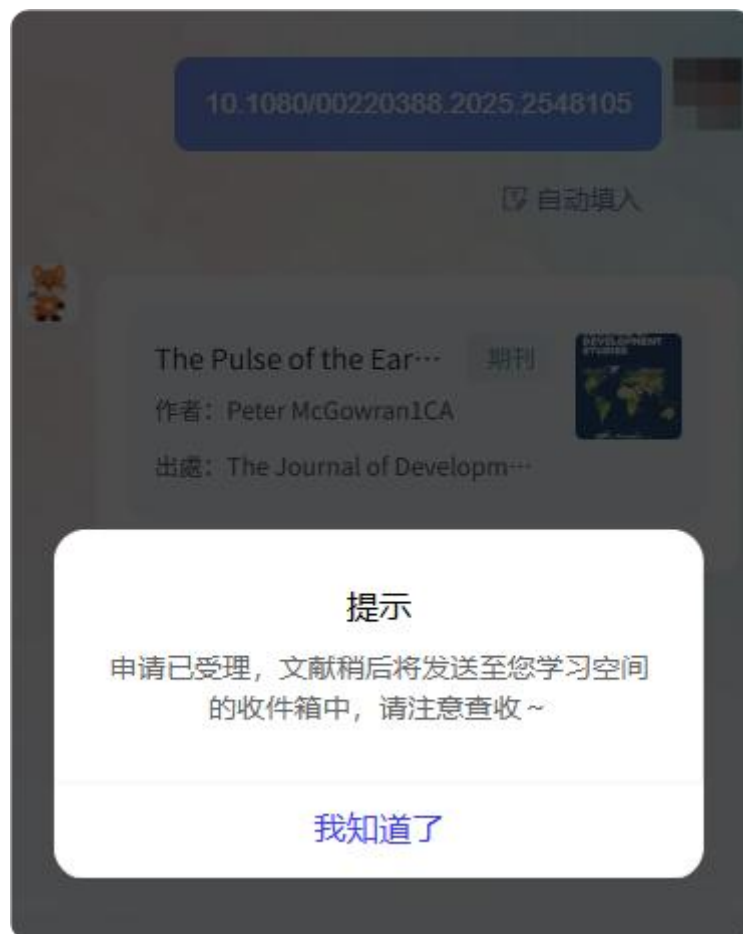 10.1080/00220388.2025.2548105
自动填入
The Pulse of the Ear…
期刊
DEVELOPMENT
STUDIES
作者：Peter McGowran1CA
出處：The Journal of Developm…
提示
申请已受理，文献稍后将发送至您学习空间
的收件箱中，请注意查收～
我知道了